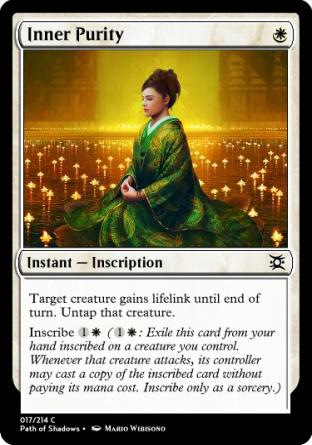 Inner Purity
Instant — Inscription
Target creature gains lifelink until end of
turn. Untap that creature.
Inscribe 1 ( 1 : Exile this card from your
hand inscribed on a creature you control.
Whenever that creature attacks, its controller
may cast a copy of the inscribed card without
paying its mana cost. Inscribe only as a sorcery.)
017/214 C
Path of Shadows • Mario Wibisono